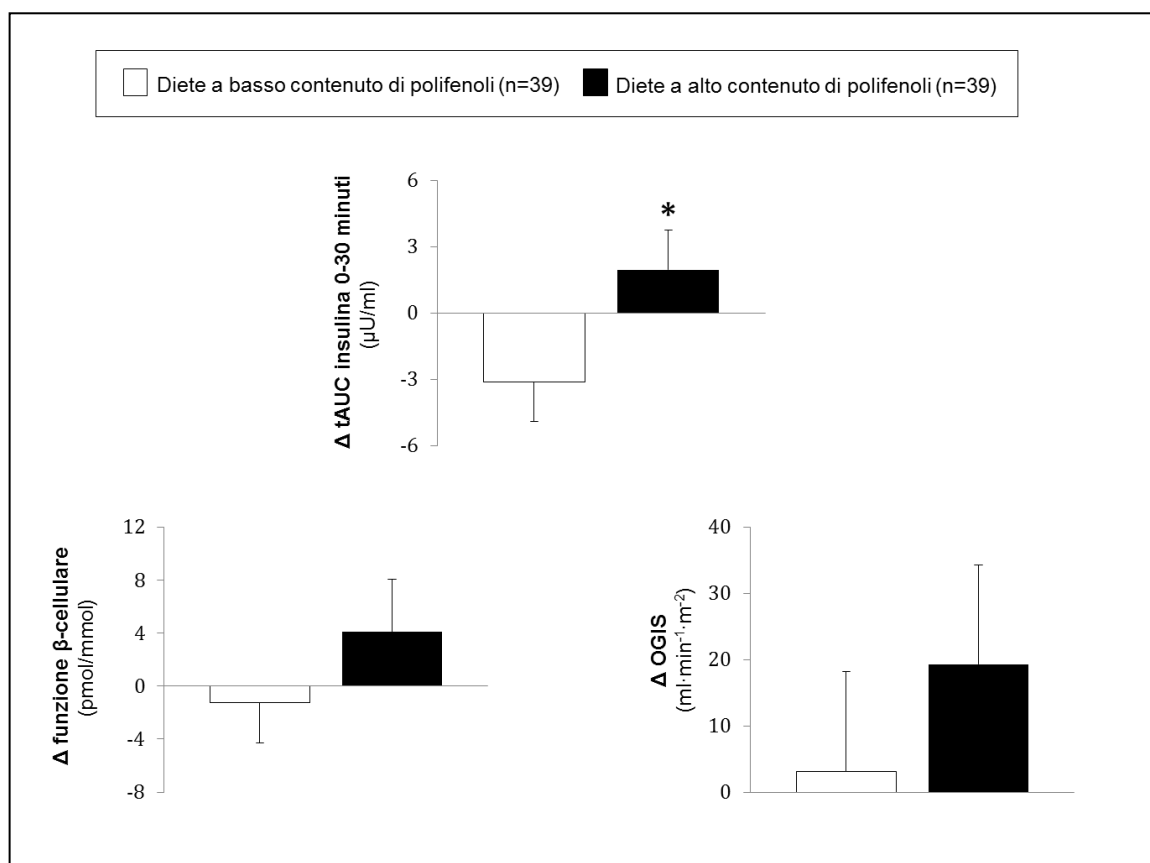 Diete a basso contenuto di polifenoli (n=39) Diete a alto contenuto di polifenoli (n=39)
Δ tAUC insulina 0-30 minuti
(µU/ml)
6
3
0
-3
-6
*
Δ funzione β-cellulare
(pmol/mmol)
12
8
4
0
-4
-8
Δ OGIS
(ml·min⁻¹·m⁻²)
40
30
20
10
0